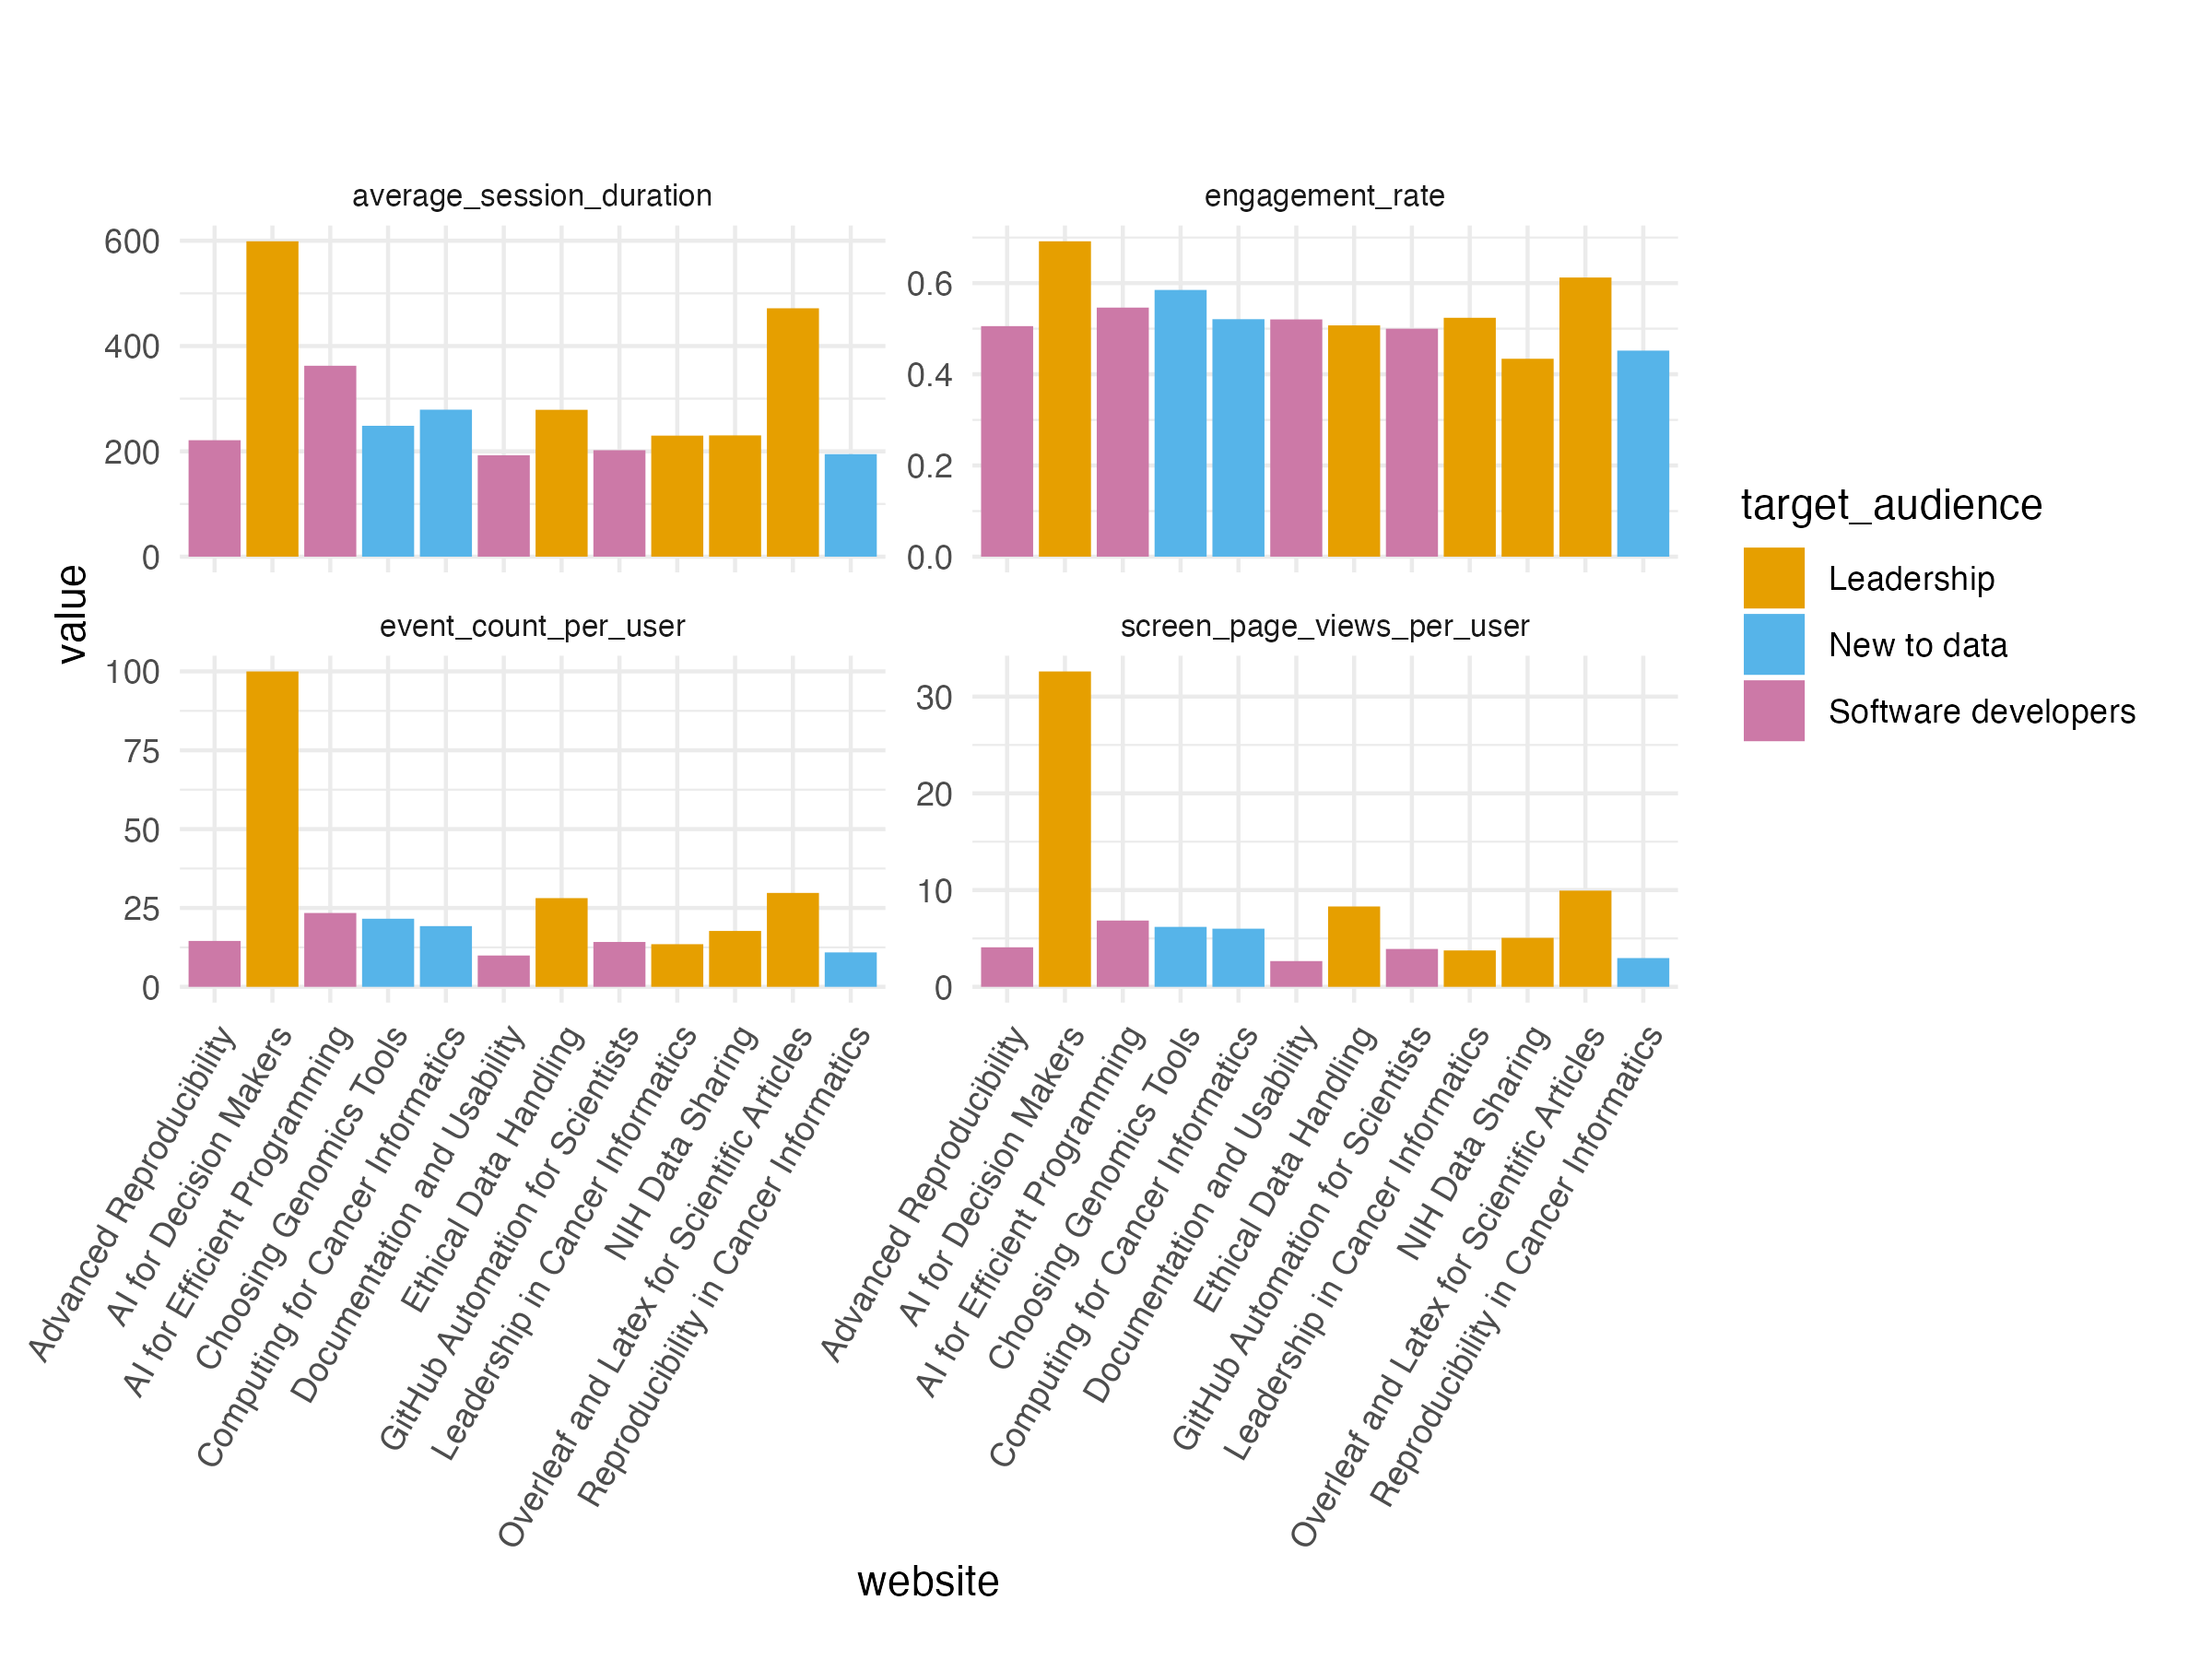 average_session_duration
engagement_rate
600
400
200
0
0.6
0.4
0.2
0.0
event_count_per_user
screen_page_views_per_user
100
75
50
25
0
30
20
10
0
value
Advanced Reproducibility
AI for Decision Makers
AI for Efficient Programming
Choosing Genomics Tools
Computing for Cancer Informatics
Documentation and Usability
Ethical Data Handling
GitHub Automation for Scientists
Leadership in Cancer Informatics
NIH Data Sharing
Overleaf and Latex for Scientific Articles
Reproducibility in Cancer Informatics
Advanced Reproducibility
AI for Decision Makers
AI for Efficient Programming
Choosing Genomics Tools
Computing for Cancer Informatics
Documentation and Usability
Ethical Data Handling
GitHub Automation for Scientists
Leadership in Cancer Informatics
NIH Data Sharing
Overleaf and Latex for Scientific Articles
Reproducibility in Cancer Informatics
website
target_audience
Leadership
New to data
Software developers